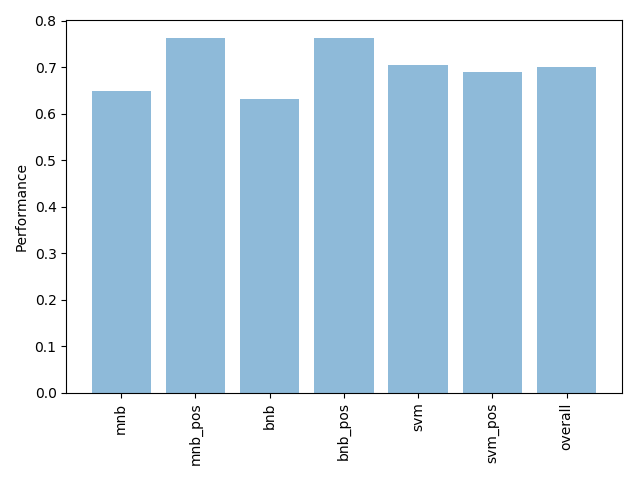 0.8
0.7
0.6
0.5
0.4
0.3
0.2
0.1
0.0
Performance
mnb
mnb_pos
bnb
bnb_pos
svm
svm_pos
overall